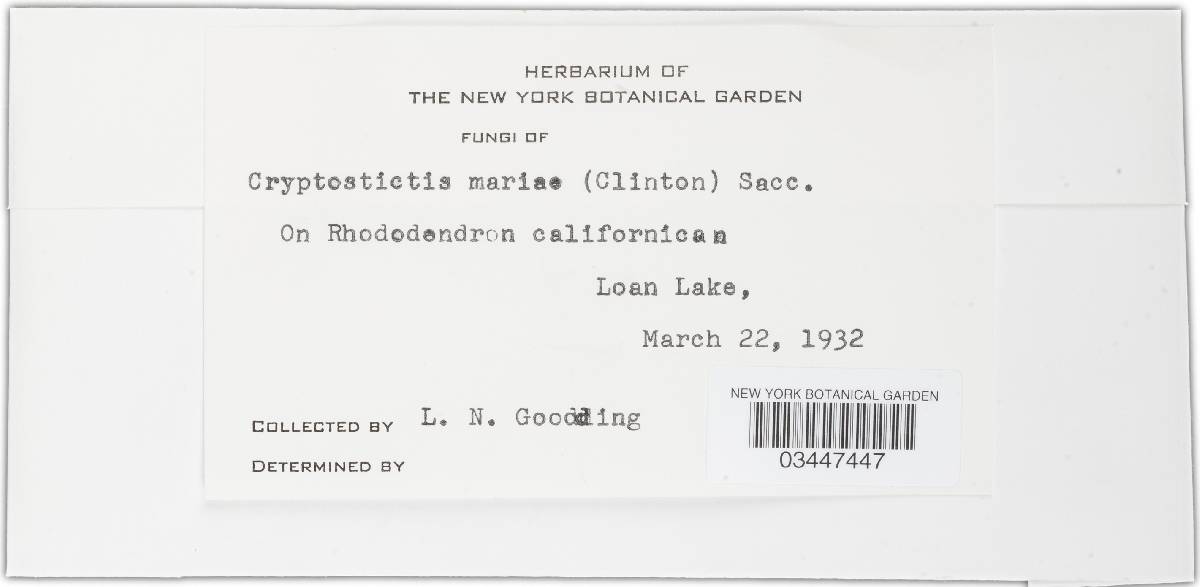 HERBARIUM OF
THE NEW YORK BOTANICAL GARDEN
FUNGI OF
Cryptostictis mariae (Clinton) Sacc.
On Rhododendron californican
Loan Lake,
March 22, 1932
COLLECTED BY L. N. Goodding
DETERMINED BY
NEW YORK BOTANICAL GARDEN
03447447